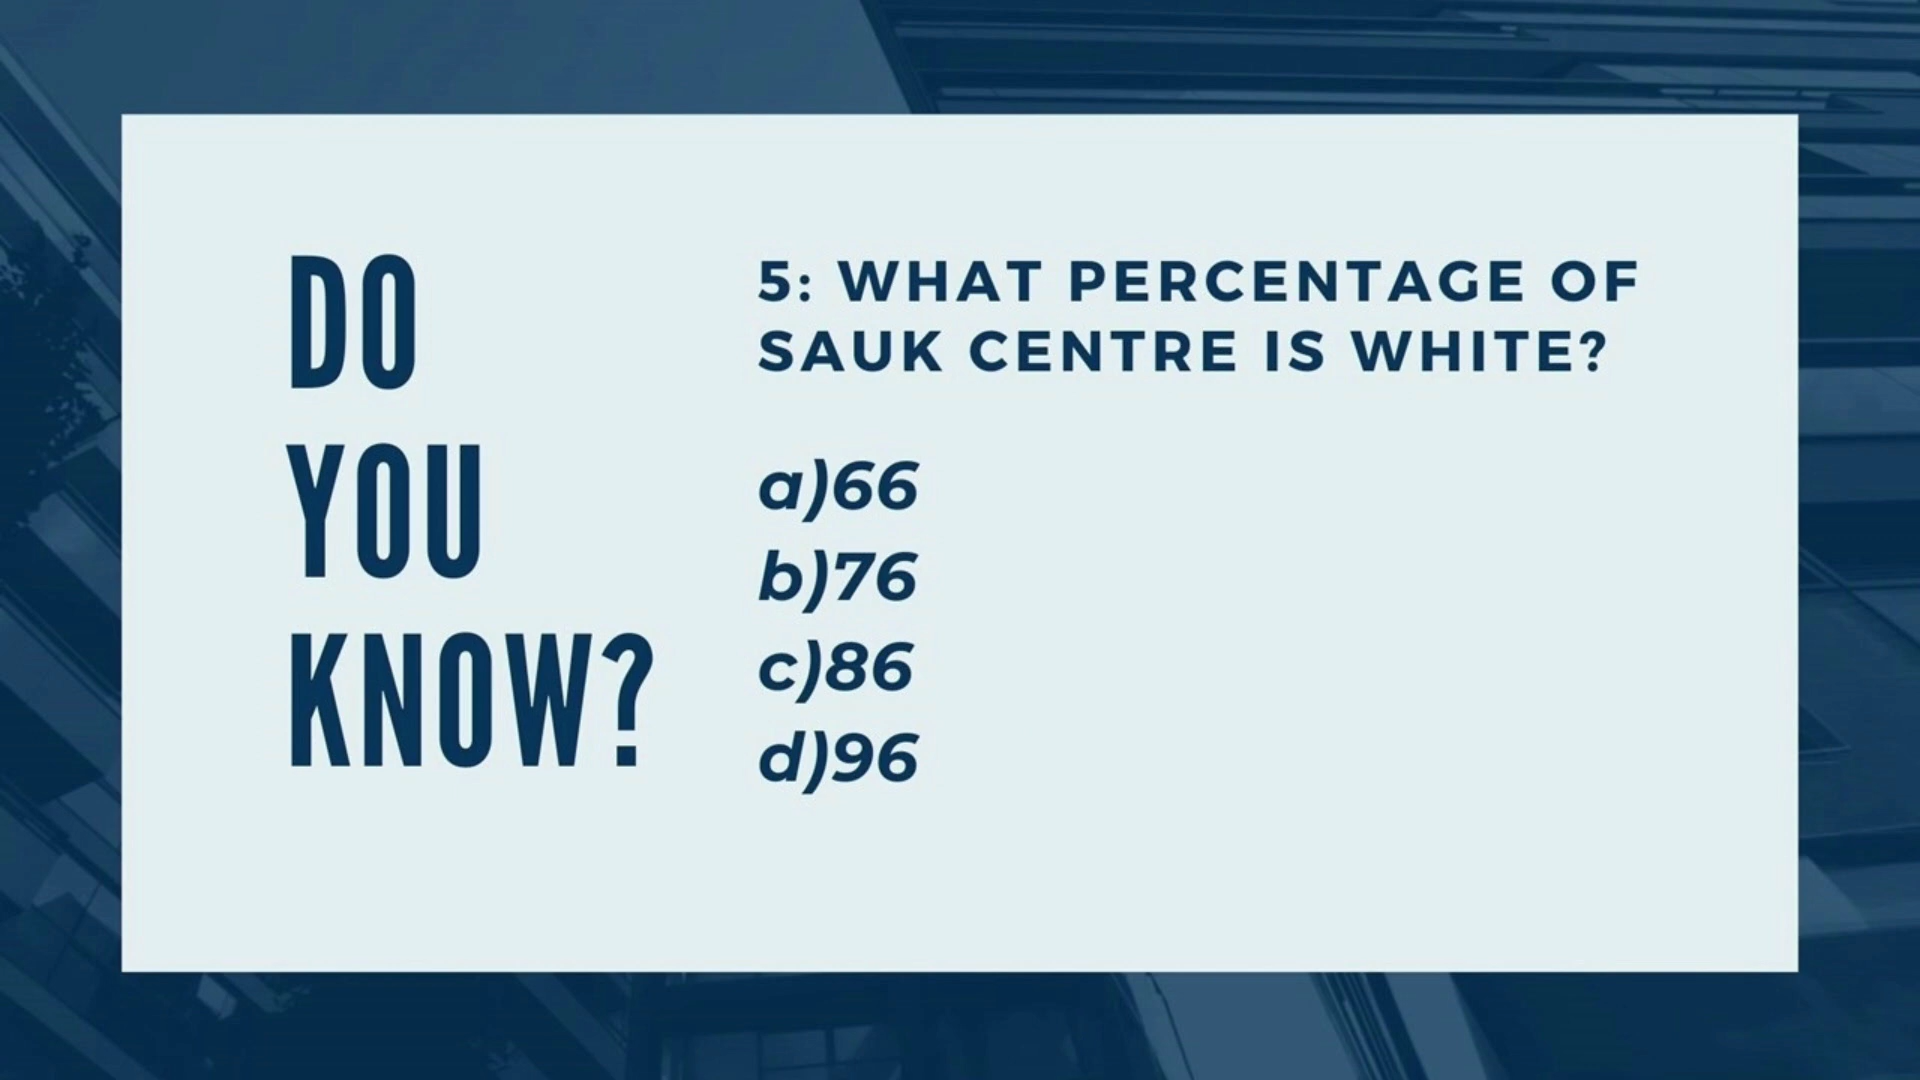 DO
YOU
KNOW?
5: WHAT PERCENTAGE OF
SAUK CENTRE IS WHITE?
a)66
b)76
c)86
d)96